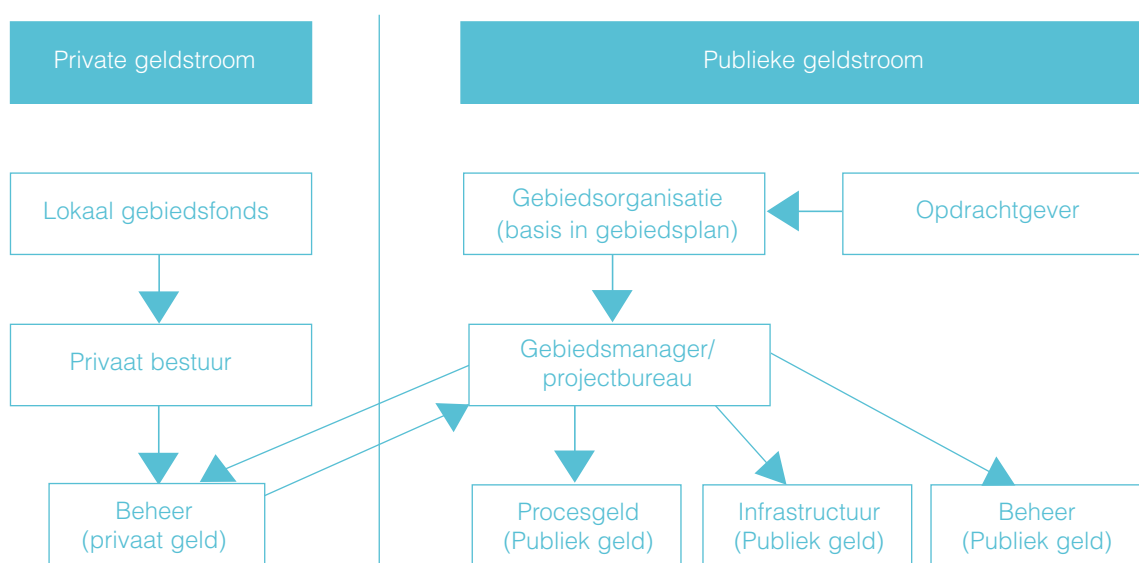 Private geldstroom
Publieke geldstroom
Lokaal gebiedsfonds
Gebiedsorganisatie
(basis in gebiedsplan)
Opdrachtgever
Privaat bestuur
Gebiedsmanager/
projectbureau
Beheer
(privaat geld)
Procesgeld
(Publiek geld)
Infrastructuur
(Publiek geld)
Beheer
(Publiek geld)